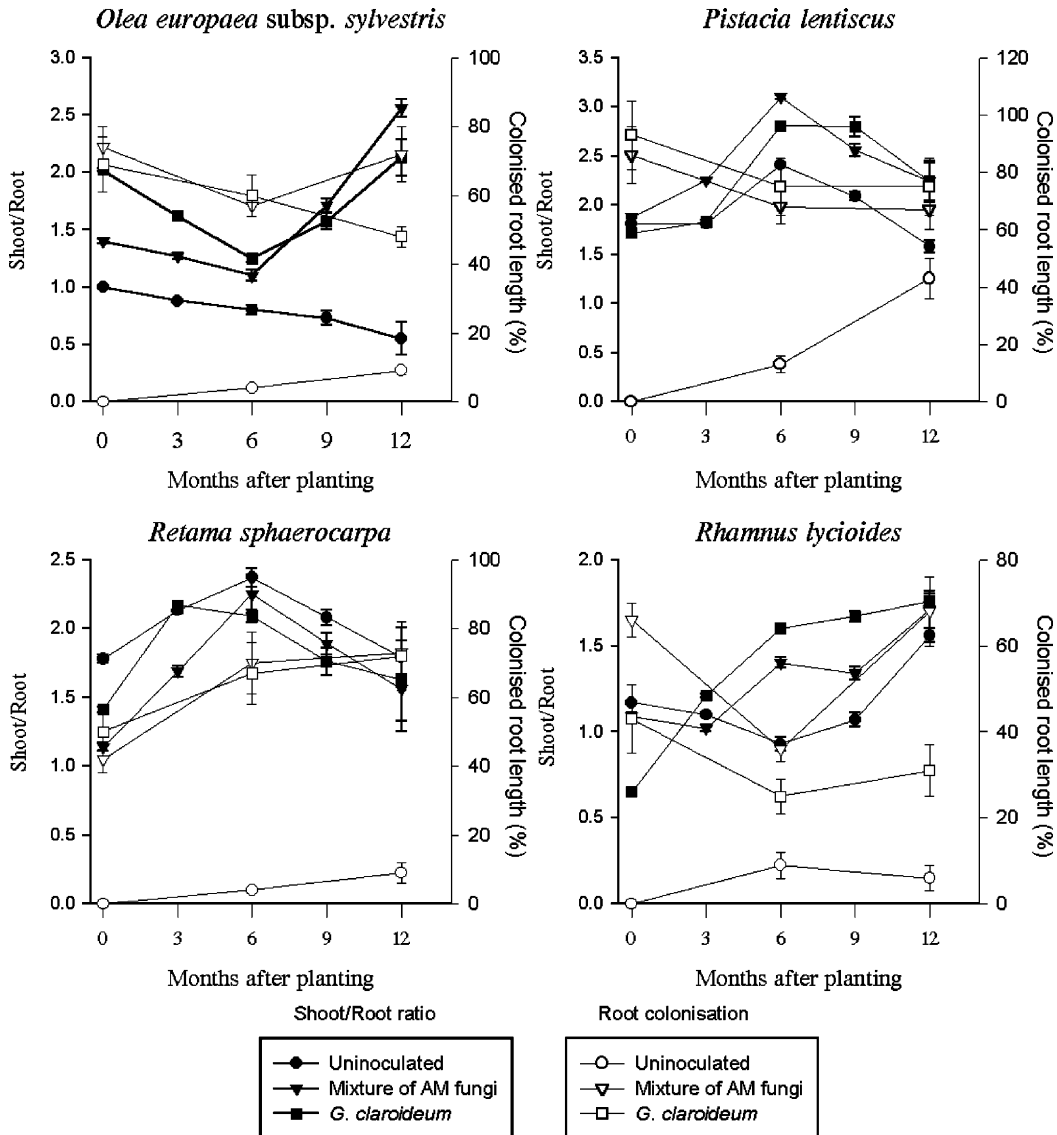 Olea europaea subsp. sylvestris
3.0
2.5
2.0
1.5
1.0
0.5
0.0
Shoot/Root
100
80
60
40
20
0
Colonised root length (%)
0 3 6 9 12
Months after planting
Pistacia lentiscus
3.5
3.0
2.5
2.0
1.5
1.0
0.5
0.0
Shoot/Root
120
100
80
60
40
20
0
Colonised root length (%)
0 3 6 9 12
Months after planting
Retama sphaerocarpa
2.5
2.0
1.5
1.0
0.5
0.0
Shoot/Root
100
80
60
40
20
0
Colonised root length (%)
0 3 6 9 12
Months after planting
Rhamnus lycioides
2.0
1.5
1.0
0.5
0.0
Shoot/Root
80
60
40
20
0
Colonised root length (%)
0 3 6 9 12
Months after planting
Shoot/Root ratio
Uninoculated
Mixture of AM fungi
G. claroideum
Root colonisation
Uninoculated
Mixture of AM fungi
G. claroideum